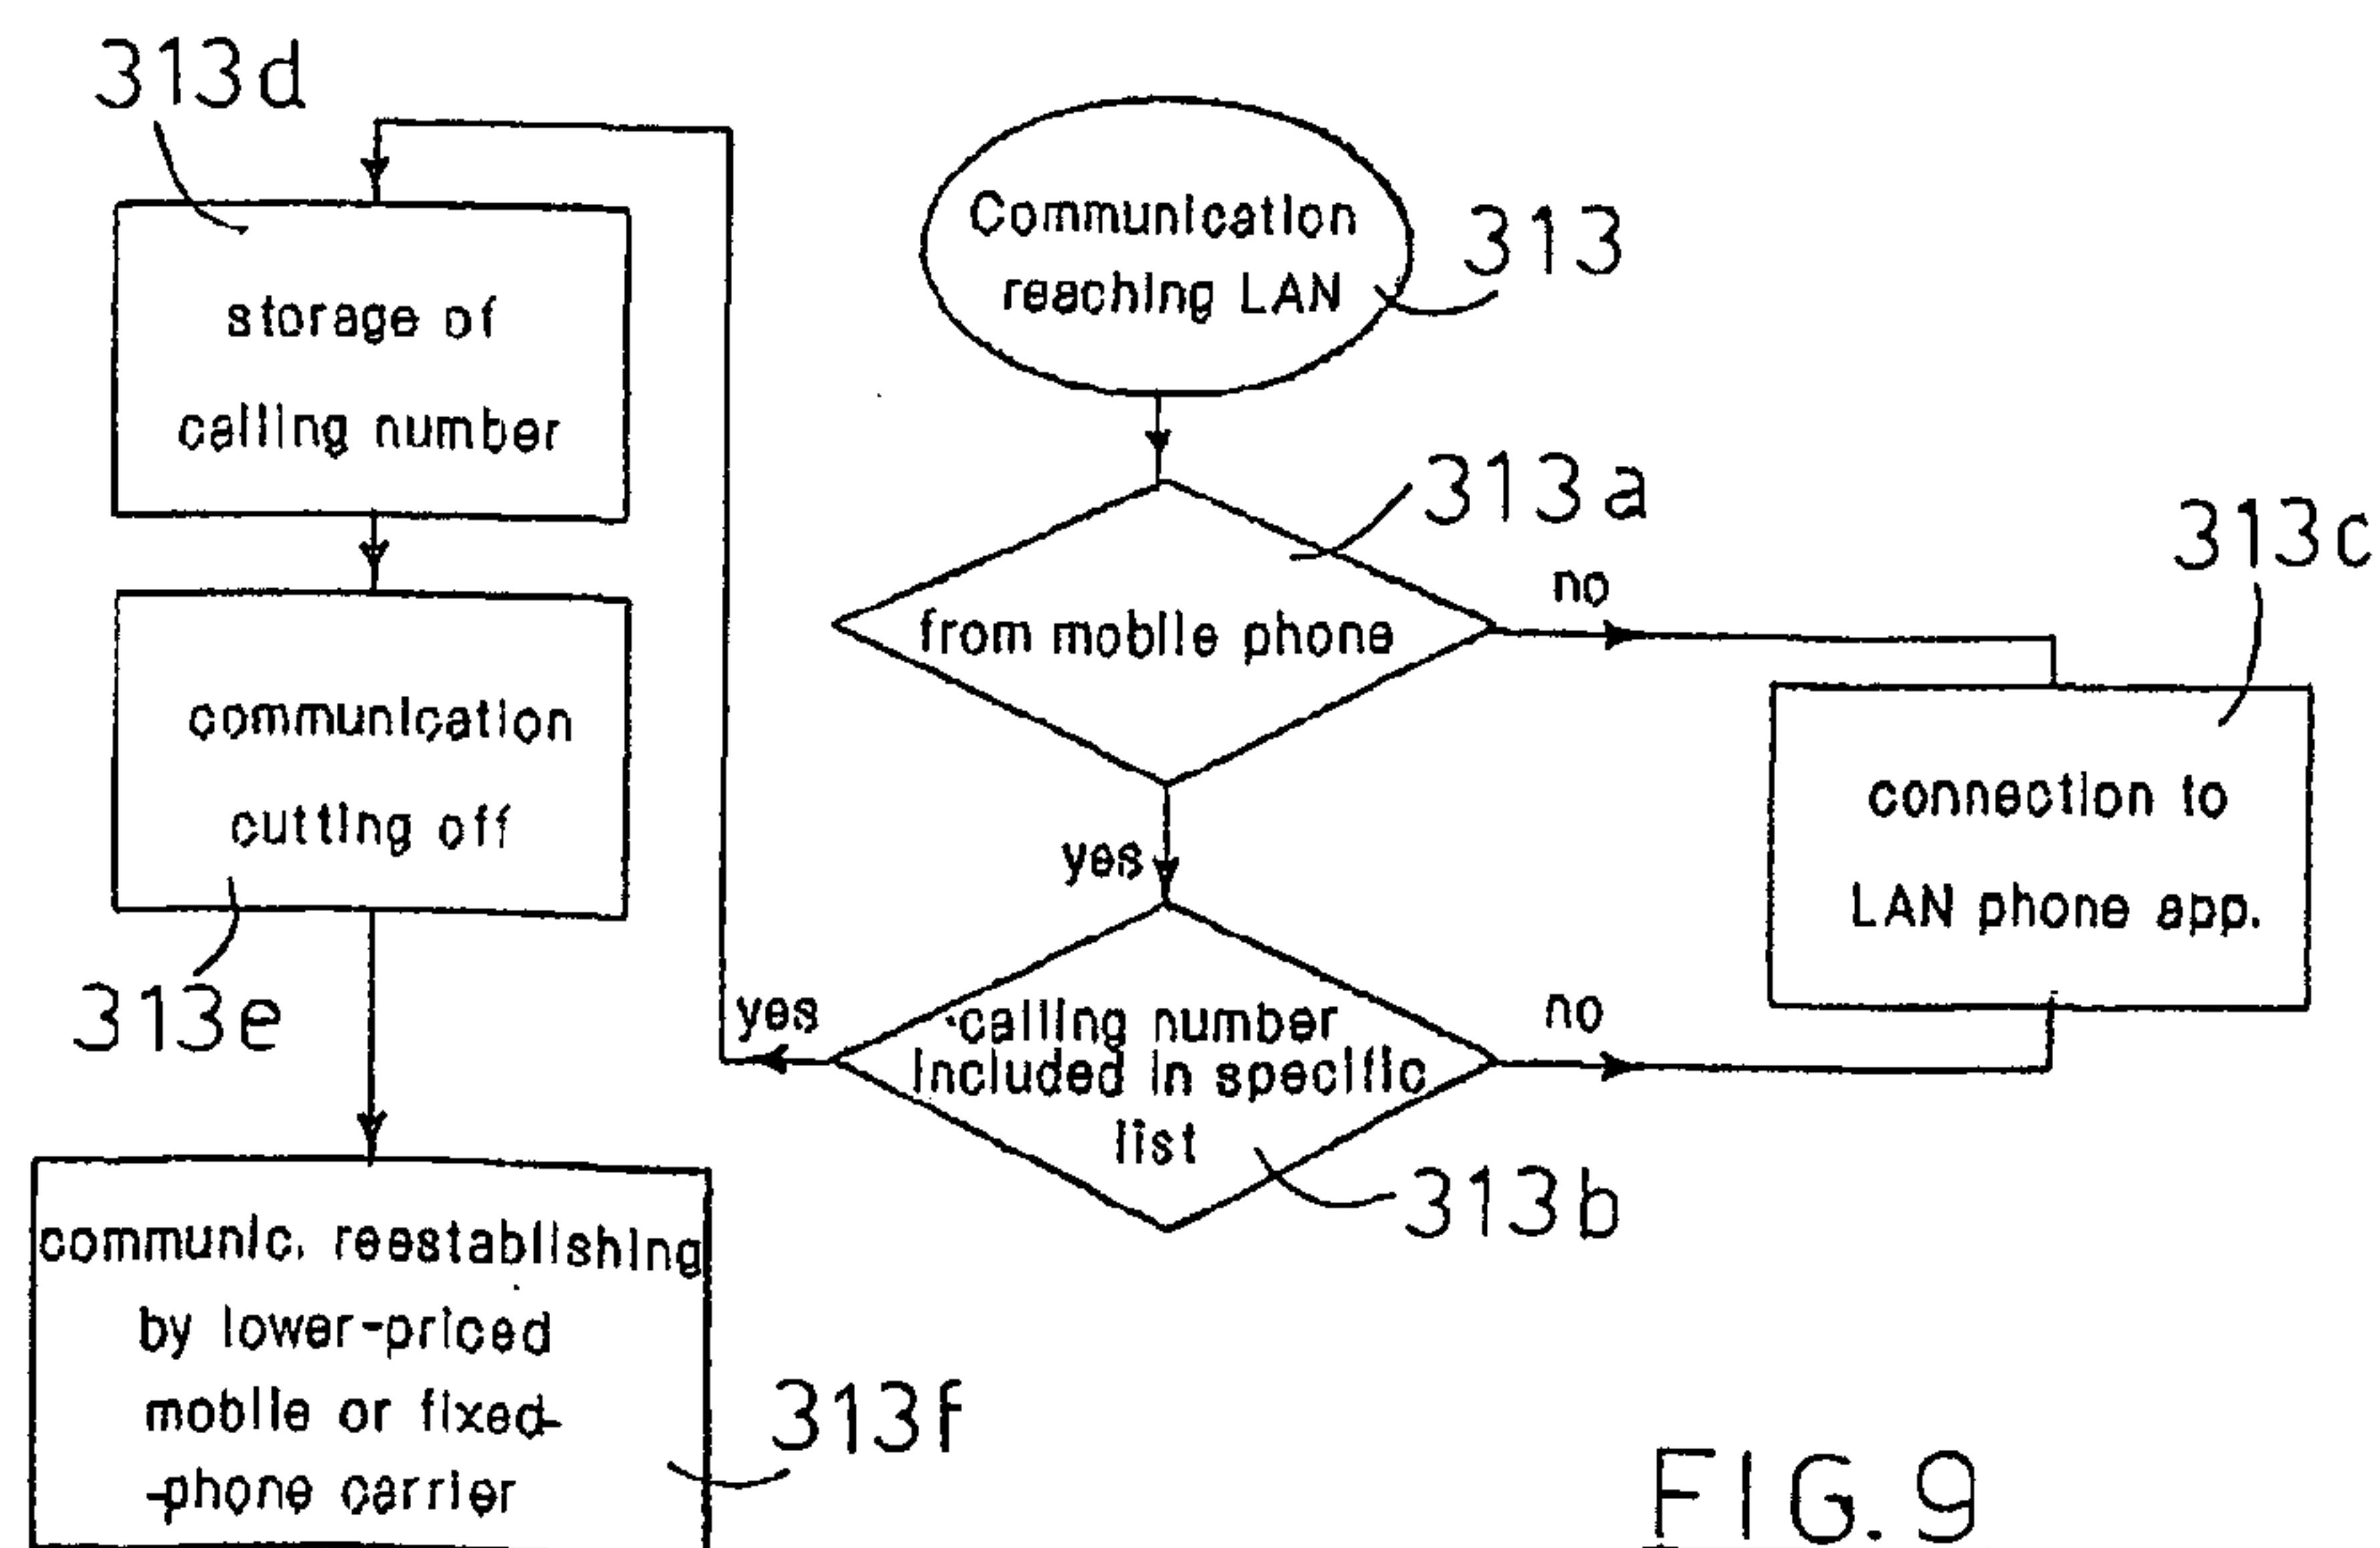 313d
storage of
calling number
communication
cutting off
313e
communic. reestablishing
by lower-priced
mobile or fixed-
-phone carrier
313f
Communication
reaching LAN
313
313a
from mobile phone
no
yes
313c
connection to
LAN phone app.
yes
calling number
included in specific
list
no
313b
FIG. 9